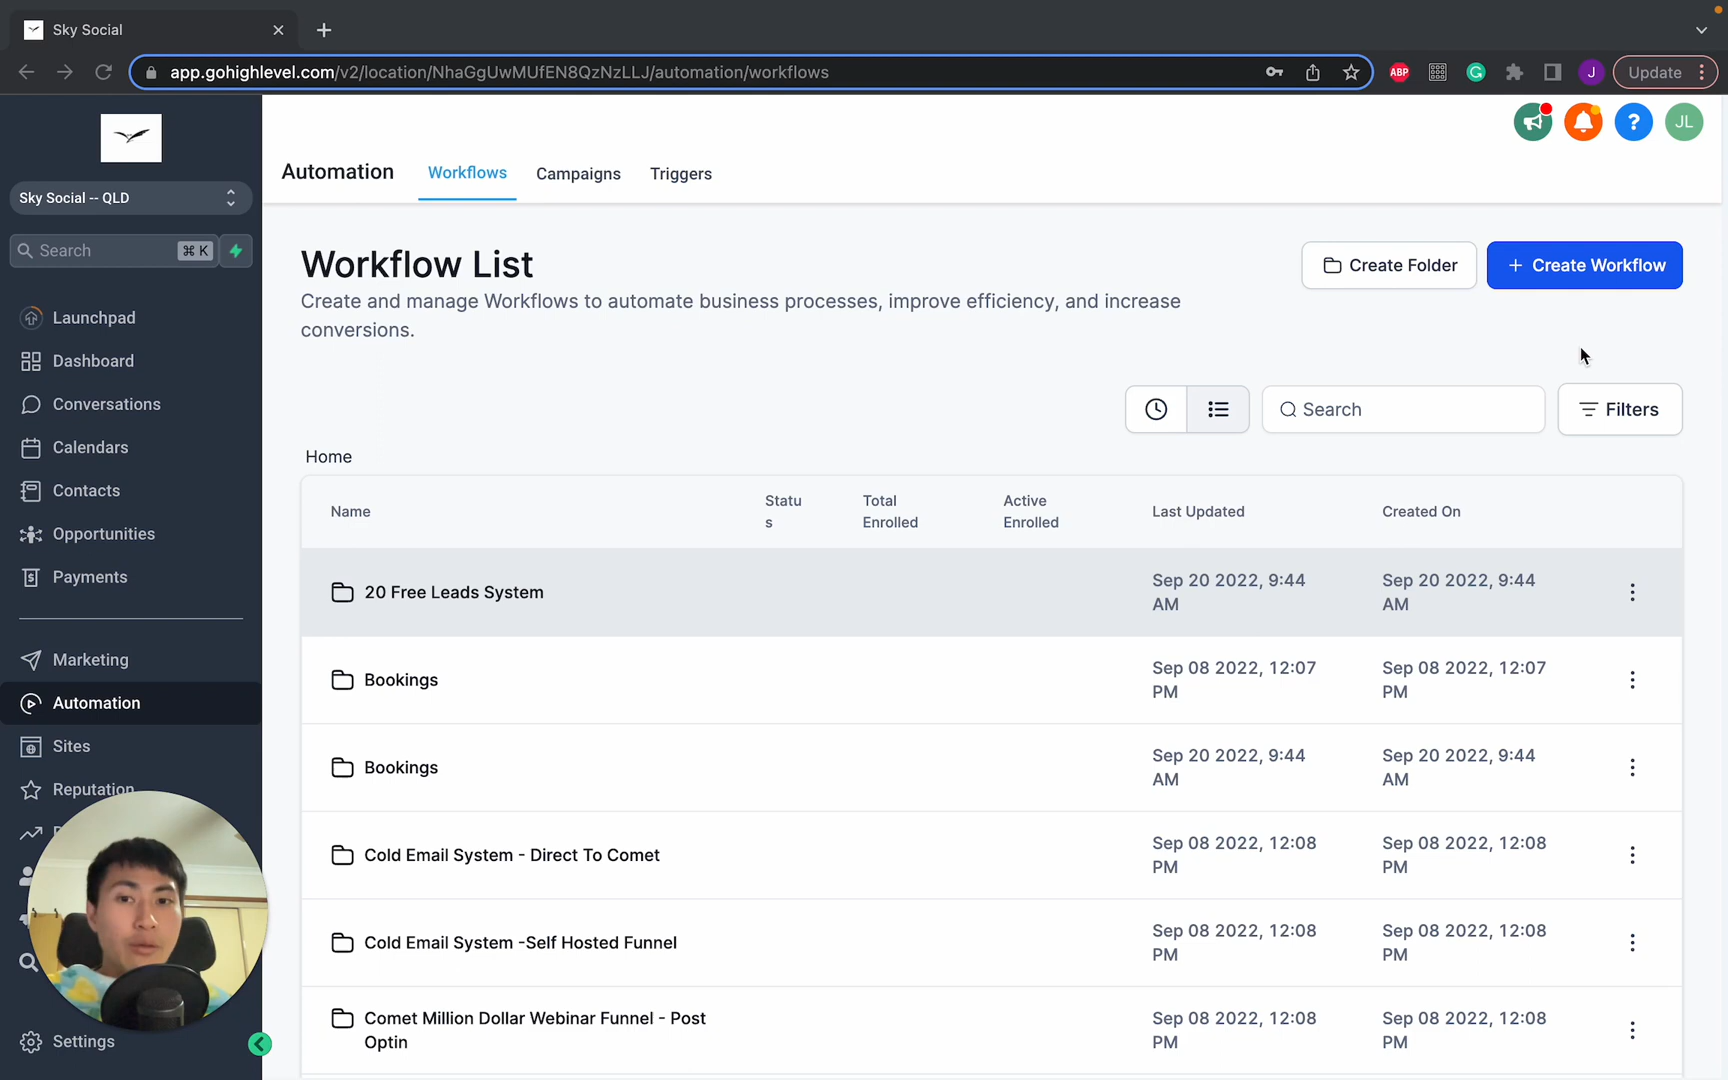 Sky Social
app.gohighlevel.com/v2/location/NhaGgUwMUfEN8QzNzLLJ/automation/workflows
ABP
J
Update
JL
Automation
Workflows
Campaigns
Triggers
Sky Social -- QLD
Search
⌘ K
Launchpad
Dashboard
Conversations
Calendars
Contacts
Opportunities
Payments
Marketing
Automation
Sites
Reputation
Settings
Workflow List
Create and manage Workflows to automate business processes, improve efficiency, and increase
conversions.
Create Folder
+ Create Workflow
Search
Filters
Home
Name
Statu
s
Total
Enrolled
Active
Enrolled
Last Updated
Created On
20 Free Leads System
Sep 20 2022, 9:44
AM
Sep 20 2022, 9:44
AM
Bookings
Sep 08 2022, 12:07
PM
Sep 08 2022, 12:07
PM
Bookings
Sep 20 2022, 9:44
AM
Sep 20 2022, 9:44
AM
Cold Email System - Direct To Comet
Sep 08 2022, 12:08
PM
Sep 08 2022, 12:08
PM
Cold Email System -Self Hosted Funnel
Sep 08 2022, 12:08
PM
Sep 08 2022, 12:08
PM
Comet Million Dollar Webinar Funnel - Post
Optin
Sep 08 2022, 12:08
PM
Sep 08 2022, 12:08
PM